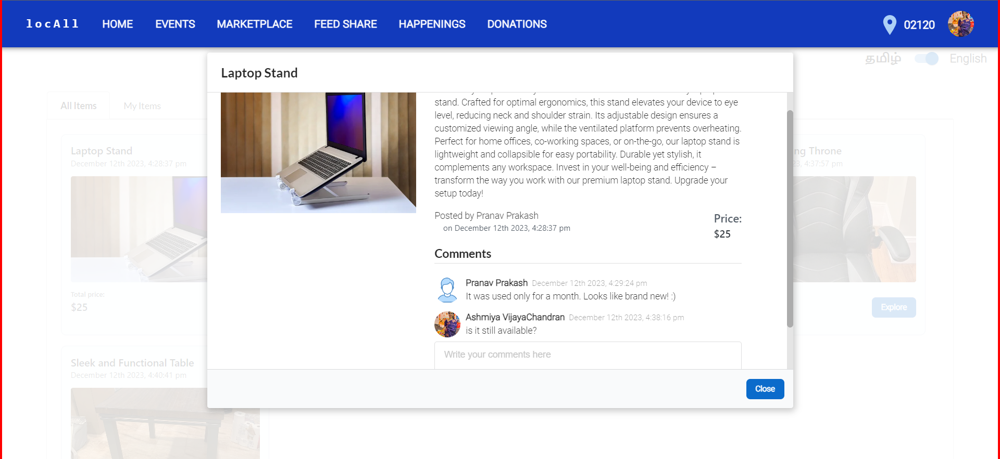 locAll HOME EVENTS MARKETPLACE FEED SHARE HAPPENINGS DONATIONS 02120
தமிழ் English
All Items My Items
Laptop Stand
December 12th 2023, 4:28:37 pm
Total price:
$25
Sleek and Functional Table
December 12th 2023, 4:40:41 pm
Laptop Stand
stand. Crafted for optimal ergonomics, this stand elevates your device to eye
level, reducing neck and shoulder strain. Its adjustable design ensures a
customized viewing angle, while the ventilated platform prevents overheating.
Perfect for home offices, co-working spaces, or on-the-go, our laptop stand is
lightweight and collapsible for easy portability. Durable yet stylish, it
complements any workspace. Invest in your well-being and efficiency –
transform the way you work with our premium laptop stand. Upgrade your
setup today!
Posted by Pranav Prakash
on December 12th 2023, 4:28:37 pm
Price:
$25
Comments
Pranav Prakash December 12th 2023, 4:29:24 pm
It was used only for a month. Looks like brand new! :)
Ashmiya VijayaChandran December 12th 2023, 4:38:16 pm
is it still available?
Write your comments here
Close
ng Throne
23, 4:37:57 pm
Explore